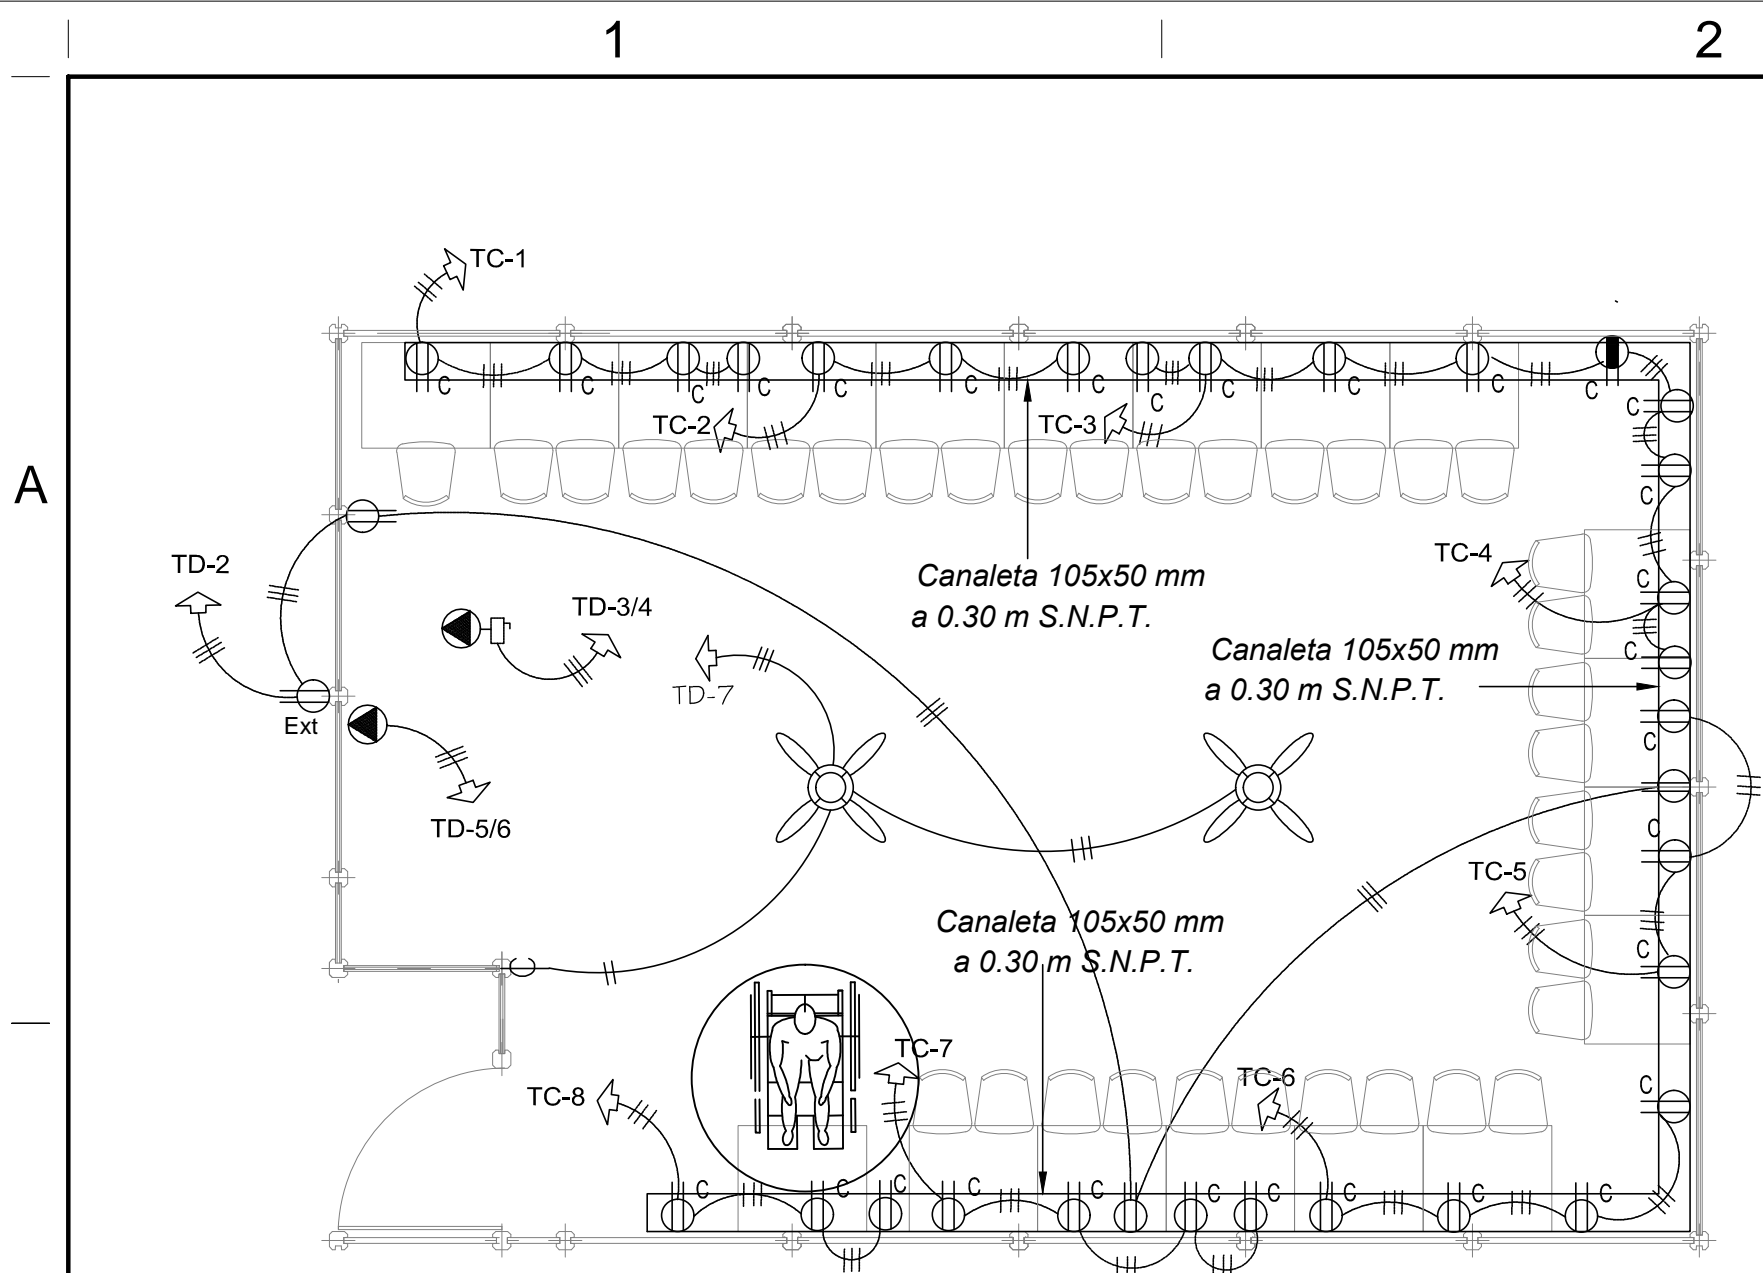 1
2
A
TC-1
C C C C C C C C C C C
TC-2
TC-3
C
C
C
TD-2
TC-4
C
Canaleta 105x50 mm
a 0.30 m S.N.P.T.
TD-3/4
Canaleta 105x50 mm
a 0.30 m S.N.P.T.
C
TD-7
Ext
C
TD-5/6
C
TC-5
Canaleta 105x50 mm
a 0.30 m S.N.P.T.
C
TC-7
TC-6
C
TC-8
C C C C C C C C C C